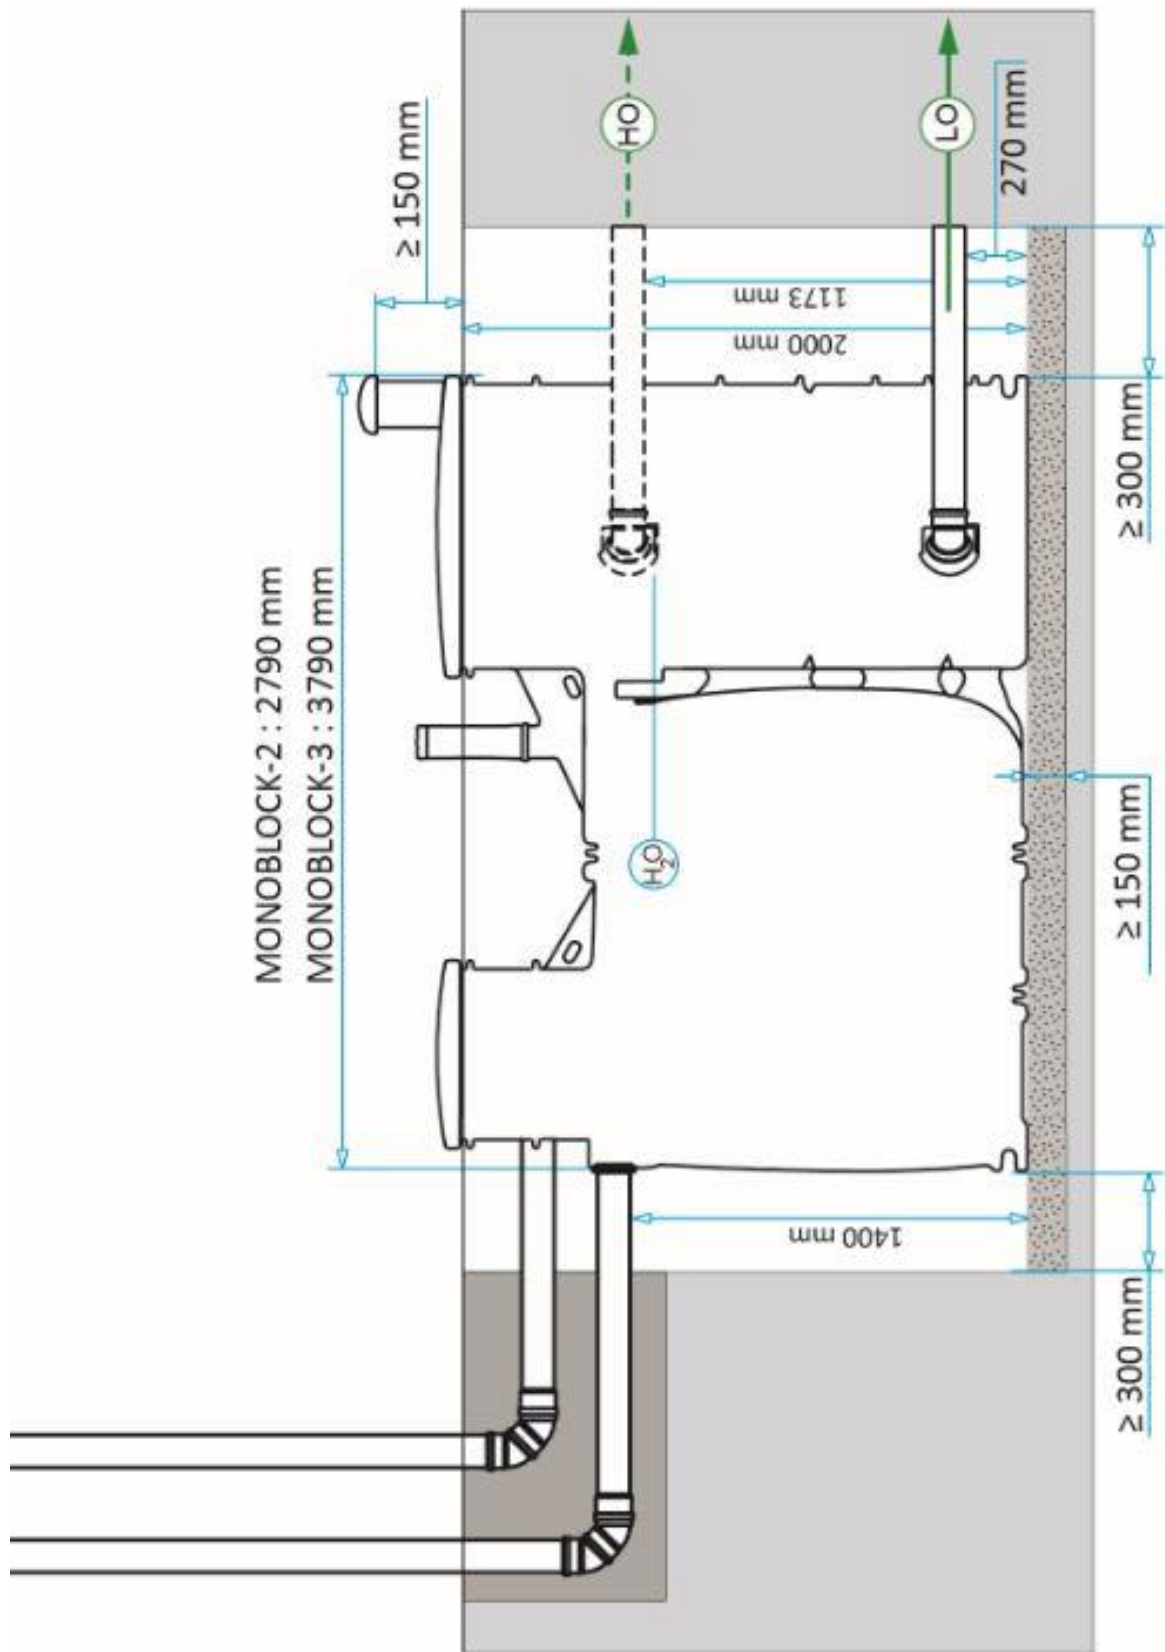 MONOBLOCK-2 : 2790 mm
MONOBLOCK-3 : 3790 mm
≥ 150 mm
HO
LO
270 mm
1173 mm
2000 mm
H₂O
1400 mm
≥ 300 mm
≥ 150 mm
≥ 300 mm